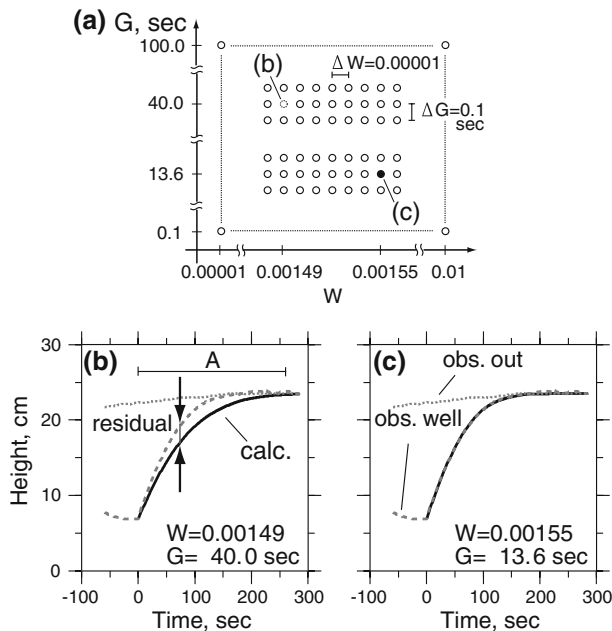 (a) G, sec
100.0
(b)
Δ W=0.00001
40.0
Δ G=0.1
sec
13.6
(c)
0.1
0.00001 0.00149 0.00155 0.01
W
30
20
10
0
Height, cm
(b)
A
residual
calc.
W=0.00149
G= 40.0 sec
-100 0 100 200 300
Time, sec
(c)
obs. out
obs. well
W=0.00155
G= 13.6 sec
-100 0 100 200 300
Time, sec